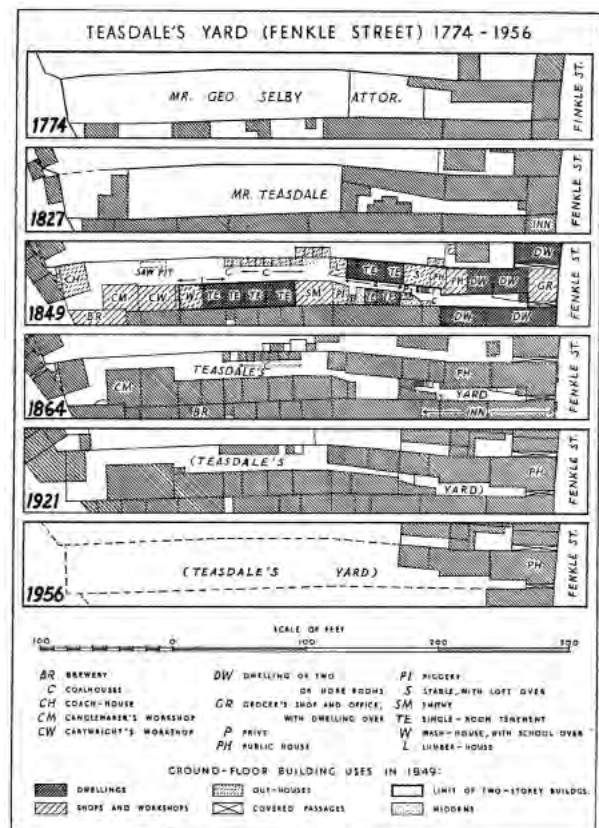 TEASDALE'S YARD (FENKLE STREET) 1774 - 1956
MR. GEO. SELBY ATTOR.
1774
FINKLE ST.
MR. TEASDALE
INN
1827
FENKLE ST.
DW
SAW PIT
C
C
TE TE S PH DW DW GR
CM CW W TE TE TE TE SM PI TE TE
BR
DW DW
1849
FENKLE ST.
TEASDALE'S
C
PH
YARD
CM
BR
INN
1864
FENKLE ST.
(TEASDALE'S
YARD)
PH
1921
FENKLE ST.
(TEASDALE'S YARD)
PH
1956
FENKLE ST.
SCALE OF FEET
100 0 100 200 300
BR BREWERY
C COALHOUSES
CH COACH-HOUSE
CM CANDLEMAKER'S WORKSHOP
CW CARTWRIGHT'S WORKSHOP
DW DWELLING OF TWO
OR MORE ROOMS
GR GROCER'S SHOP AND OFFICE,
WITH DWELLING OVER
P PRIVY
PH PUBLIC HOUSE
PI PIGGERY
S STABLE, WITH LOFT OVER
SM SMITHY
TE SINGLE-ROOM TENEMENT
W WASH-HOUSE, WITH SCHOOL OVER
L LUMBER-HOUSE
GROUND-FLOOR BUILDING USES IN 1849:
DWELLINGS
OUT-HOUSES
LIMIT OF TWO-STOREY BUILDGS.
SHOPS AND WORKSHOPS
COVERED PASSAGES
MIDDENS